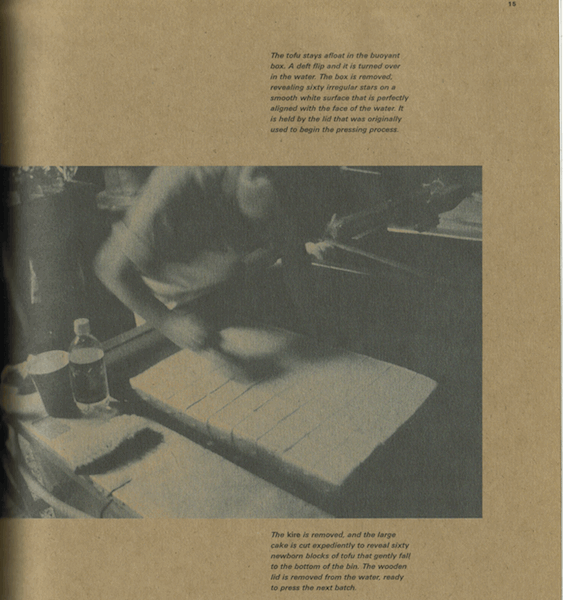 15
The tofu stays afloat in the buoyant
box. A deft flip and it is turned over
in the water. The box is removed,
revealing sixty irregular stars on a
smooth white surface that is perfectly
aligned with the face of the water. It
is held by the lid that was originally
used to begin the pressing process.
The kire is removed, and the large
cake is cut expediently to reveal sixty
newborn blocks of tofu that gently fall
to the bottom of the bin. The wooden
lid is removed from the water, ready
to press the next batch.